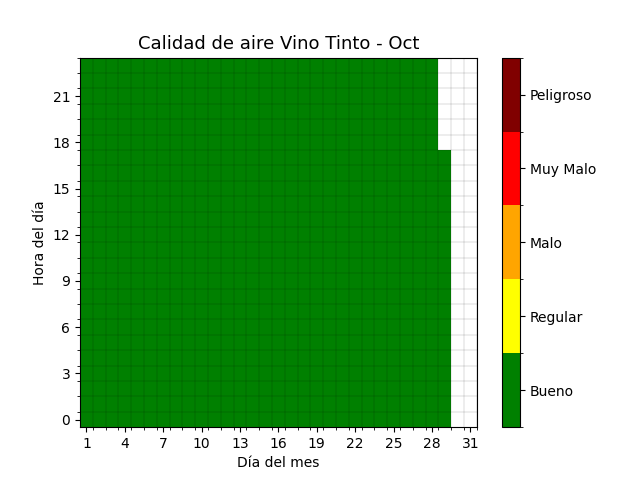 Calidad de aire Vino Tinto - Oct
Hora del día
21
18
15
12
9
6
3
0
1 4 7 10 13 16 19 22 25 28 31
Día del mes
Peligroso
Muy Malo
Malo
Regular
Bueno